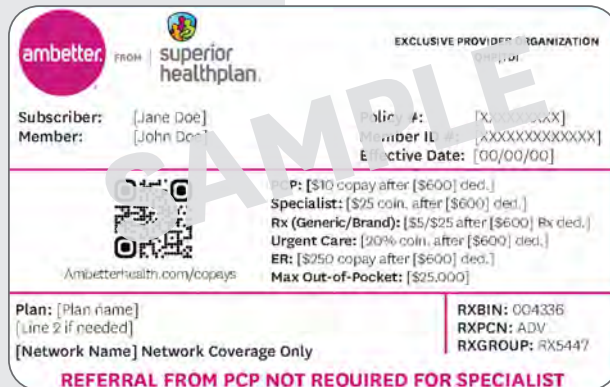 ambetter.
FROM
superior
healthplan.
EXCLUSIVE PROVIDER ORGANIZATION
Subscriber: [Jane Doe]
Member: [John Doe]
Policy #: [XXXXXXXXX]
Member ID #: [XXXXXXXXXXXXX]
Effective Date: [00/00/00]
SAMPLE
Ambetterhealth.com/copays
PCP: [$10 copay after [$600] ded.]
Specialist: [$25 coin. after [$600] ded.]
Rx (Generic/Brand): [$5/$25 after [$600] Rx ded.]
Urgent Care: [20% coin. after [$600] ded.]
ER: [$250 copay after [$600] ded.]
Max Out-of-Pocket: [$25,000]
Plan: [Plan name]
[Line 2 if needed]
[Network Name] Network Coverage Only
RXBIN: 004336
RXPCN: ADV
RXGROUP: RX5447
REFERRAL FROM PCP NOT REQUIRED FOR SPECIALIST